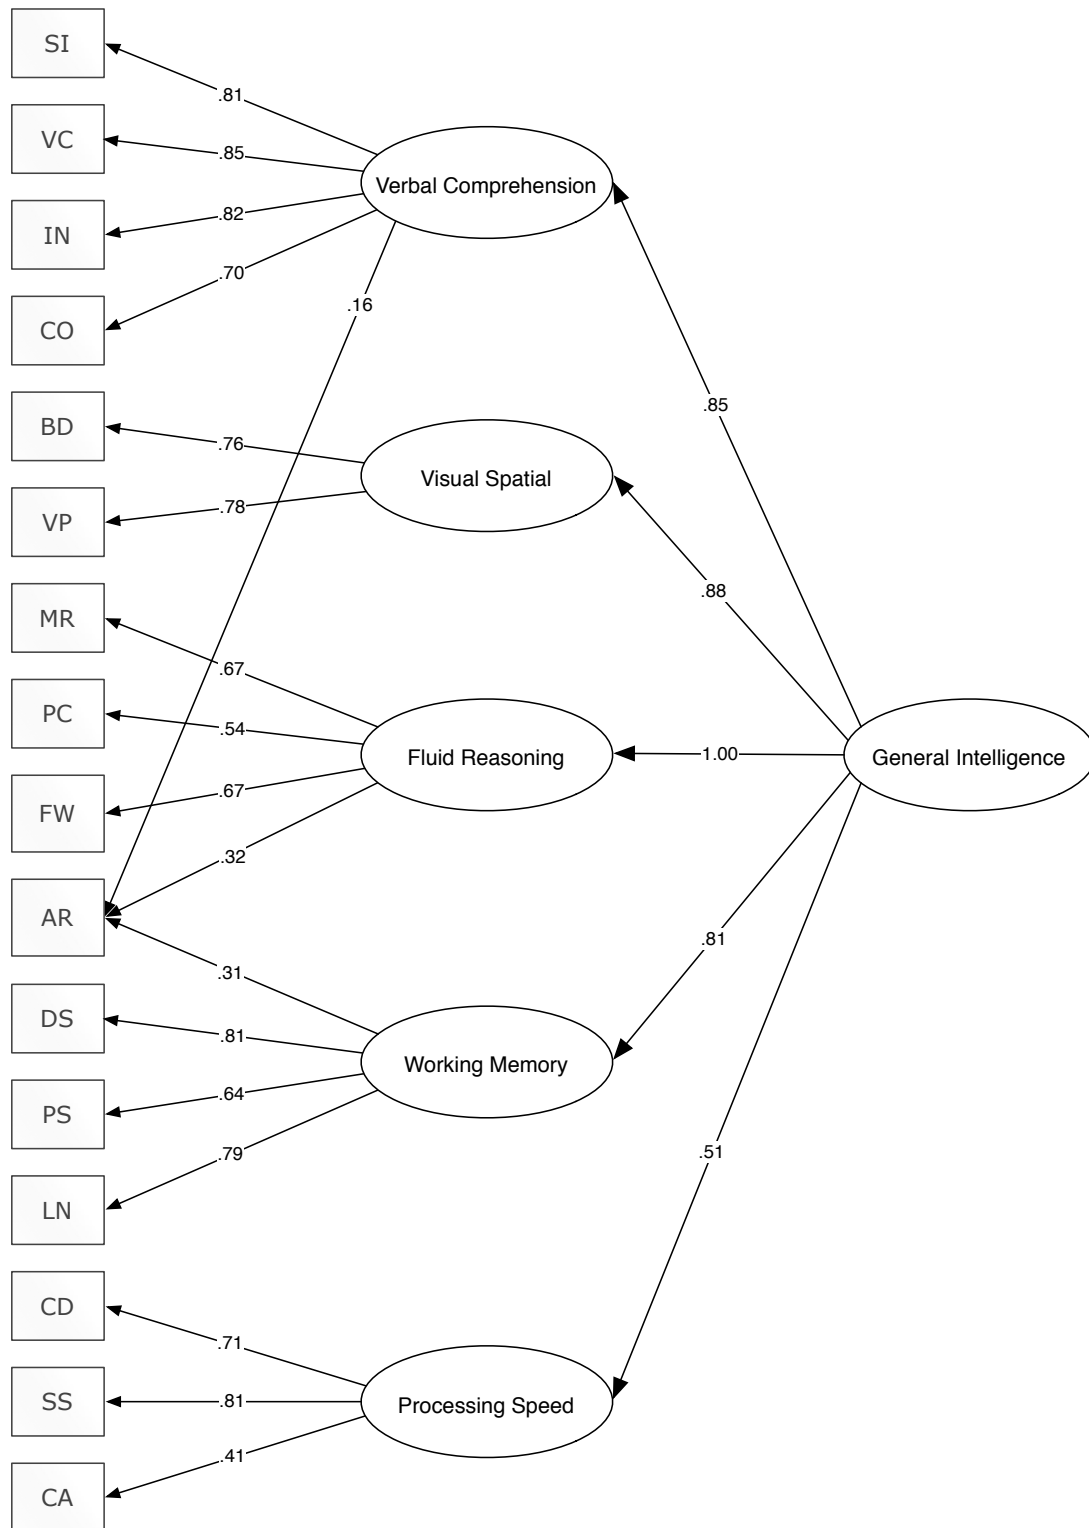 SI
.81
VC
.85
Verbal Comprehension
IN
.82
CO
.70
.16
.85
BD
.76
Visual Spatial
VP
.78
.88
MR
.67
PC
.54
Fluid Reasoning
1.00
General Intelligence
FW
.67
.32
AR
.31
.81
DS
.81
Working Memory
PS
.64
LN
.79
.51
CD
.71
SS
.81
Processing Speed
CA
.41